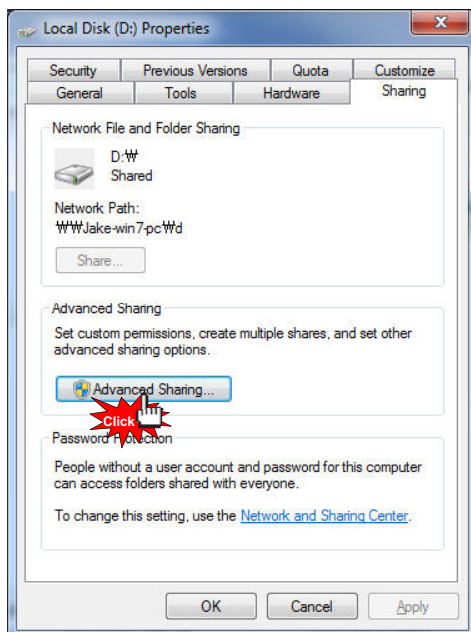 Local Disk (D:) Properties
Security
Previous Versions
Quota
Customize
General
Tools
Hardware
Sharing
Network File and Folder Sharing
D:₩
Shared
Network Path:
₩₩Jake-win7-pc₩d
Share...
Advanced Sharing
Set custom permissions, create multiple shares, and set other
advanced sharing options.
Advanced Sharing...
Click
Password Protection
People without a user account and password for this computer
can access folders shared with everyone.
To change this setting, use the Network and Sharing Center.
OK
Cancel
Apply